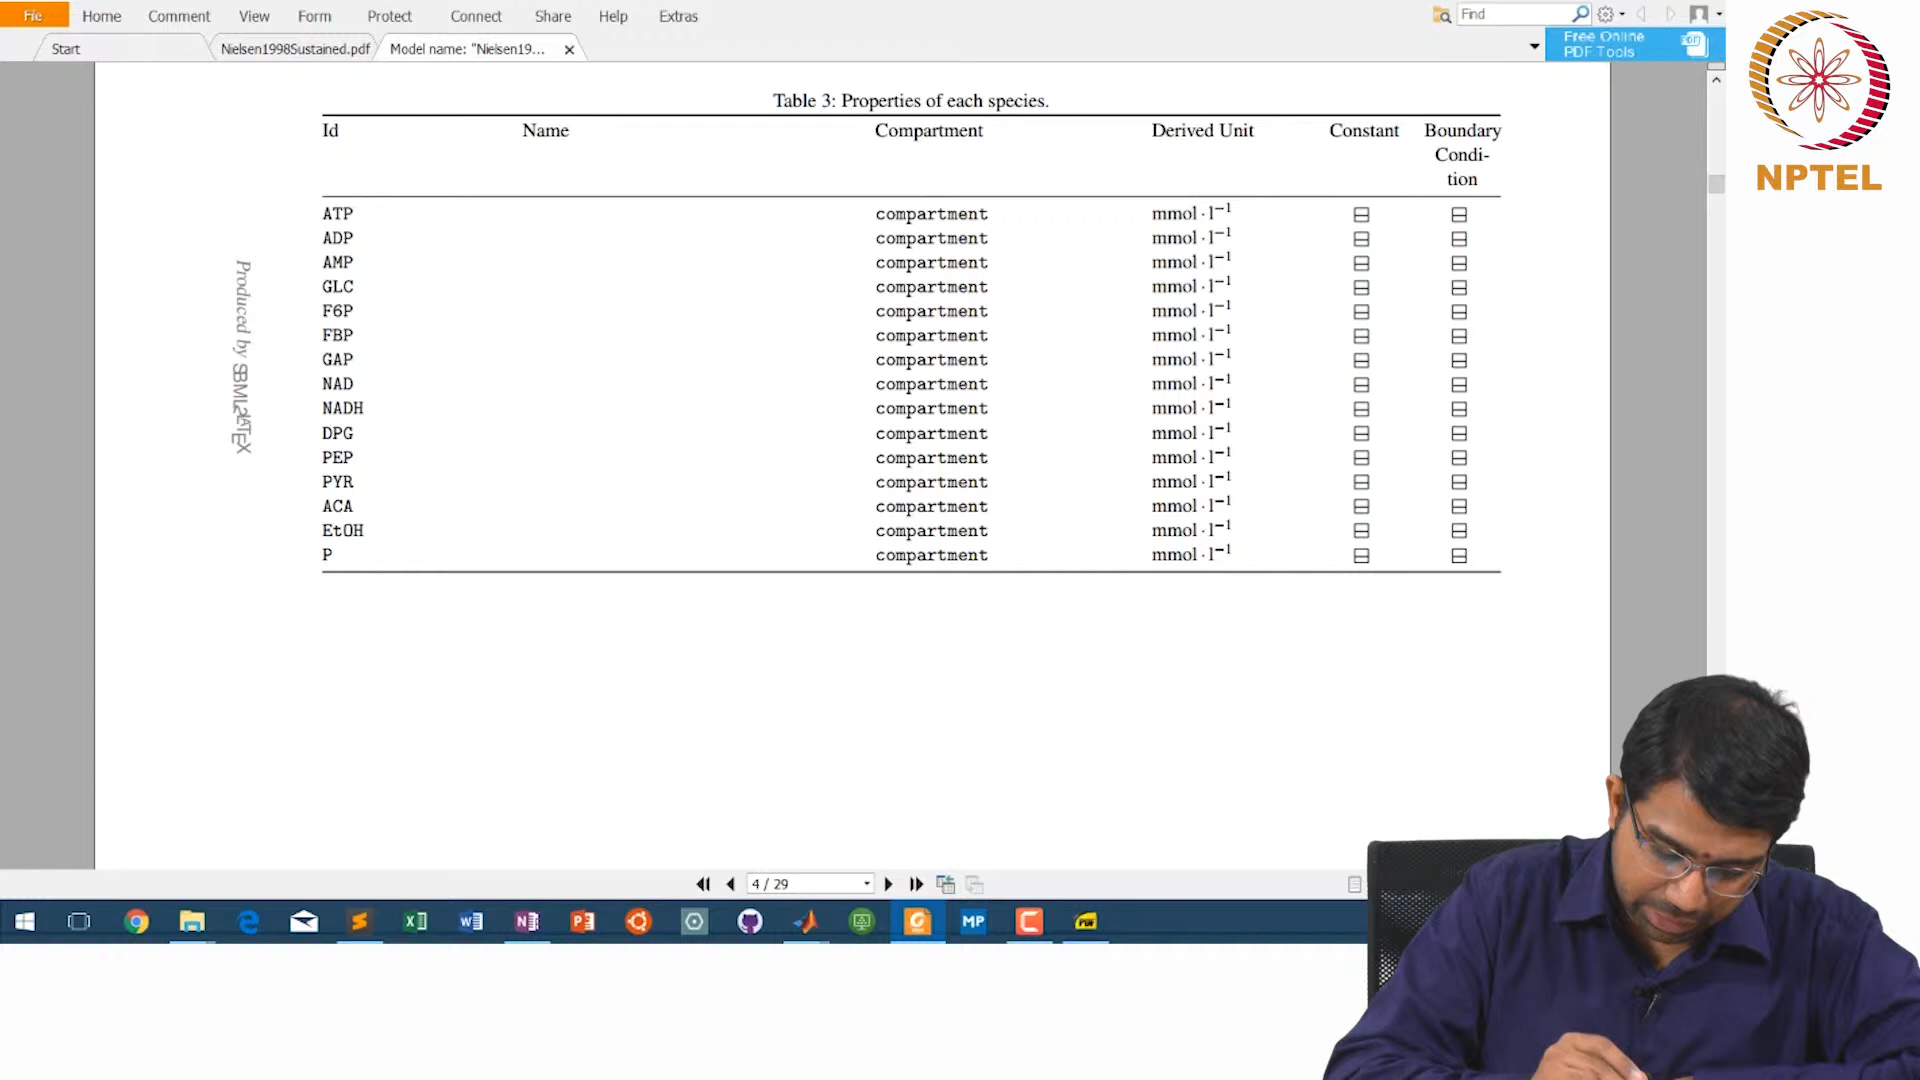 File Home Comment View Form Protect Connect Share Help Extras Find
Start Nielsen1998Sustained.pdf Model name: "Nielsen19...
Free Online
PDF Tools
NPTEL
Table 3: Properties of each species.
Id Name Compartment Derived Unit Constant Boundary
Condi-
tion
ATP compartment mmol · l⁻¹
ADP compartment mmol · l⁻¹
AMP compartment mmol · l⁻¹
GLC compartment mmol · l⁻¹
F6P compartment mmol · l⁻¹
FBP compartment mmol · l⁻¹
GAP compartment mmol · l⁻¹
NAD compartment mmol · l⁻¹
NADH compartment mmol · l⁻¹
DPG compartment mmol · l⁻¹
PEP compartment mmol · l⁻¹
PYR compartment mmol · l⁻¹
ACA compartment mmol · l⁻¹
EtOH compartment mmol · l⁻¹
P compartment mmol · l⁻¹
Produced by SBML2LATEX
4 / 29
MP